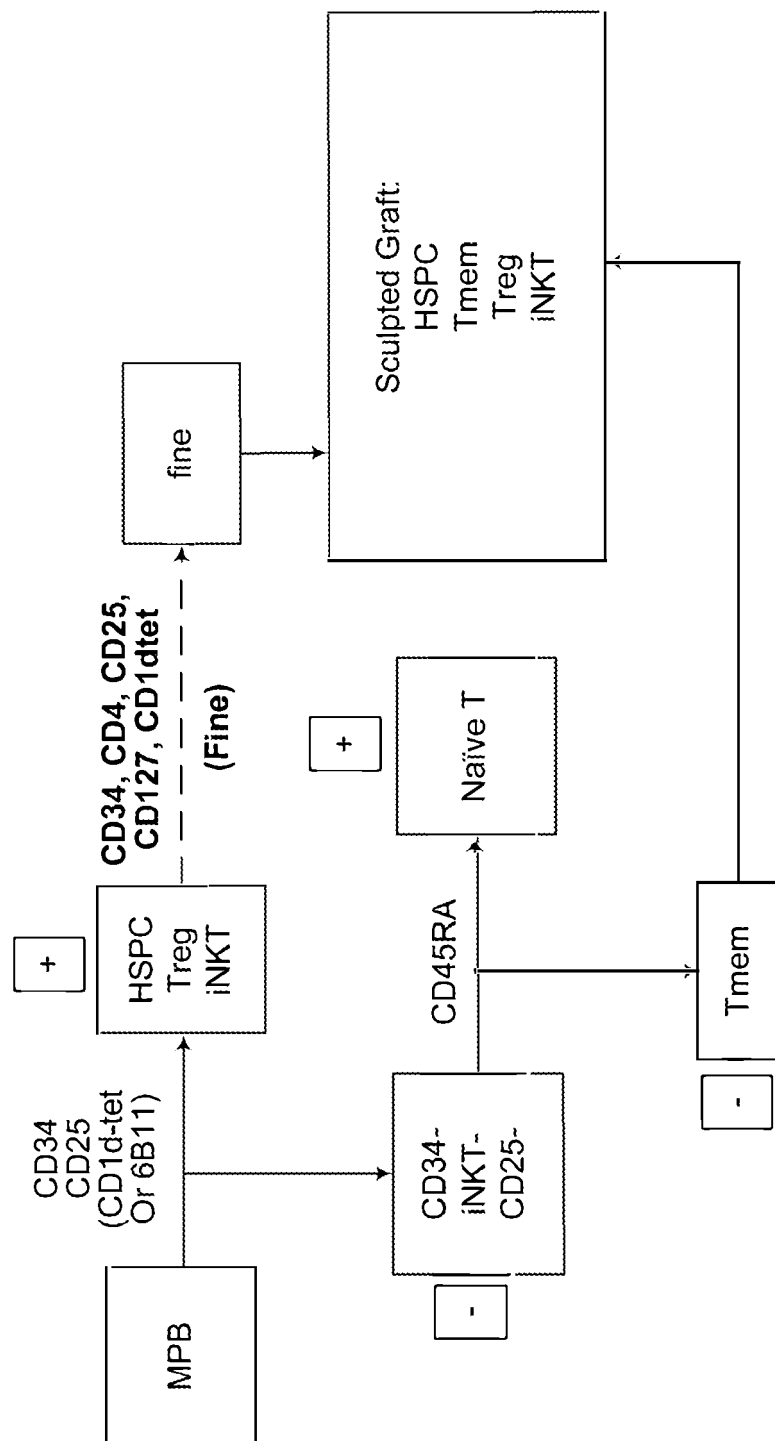 MPB
CD34
CD25
(CD1d-tet
Or 6B11)
+
HSPC
Treg
iNKT
CD34, CD4, CD25,
CD127, CD1dtet
(Fine)
fine
-
CD34-
iNKT-
CD25-
CD45RA
+
Naïve T
-
Tmem
Sculpted Graft:
HSPC
Tmem
Treg
iNKT